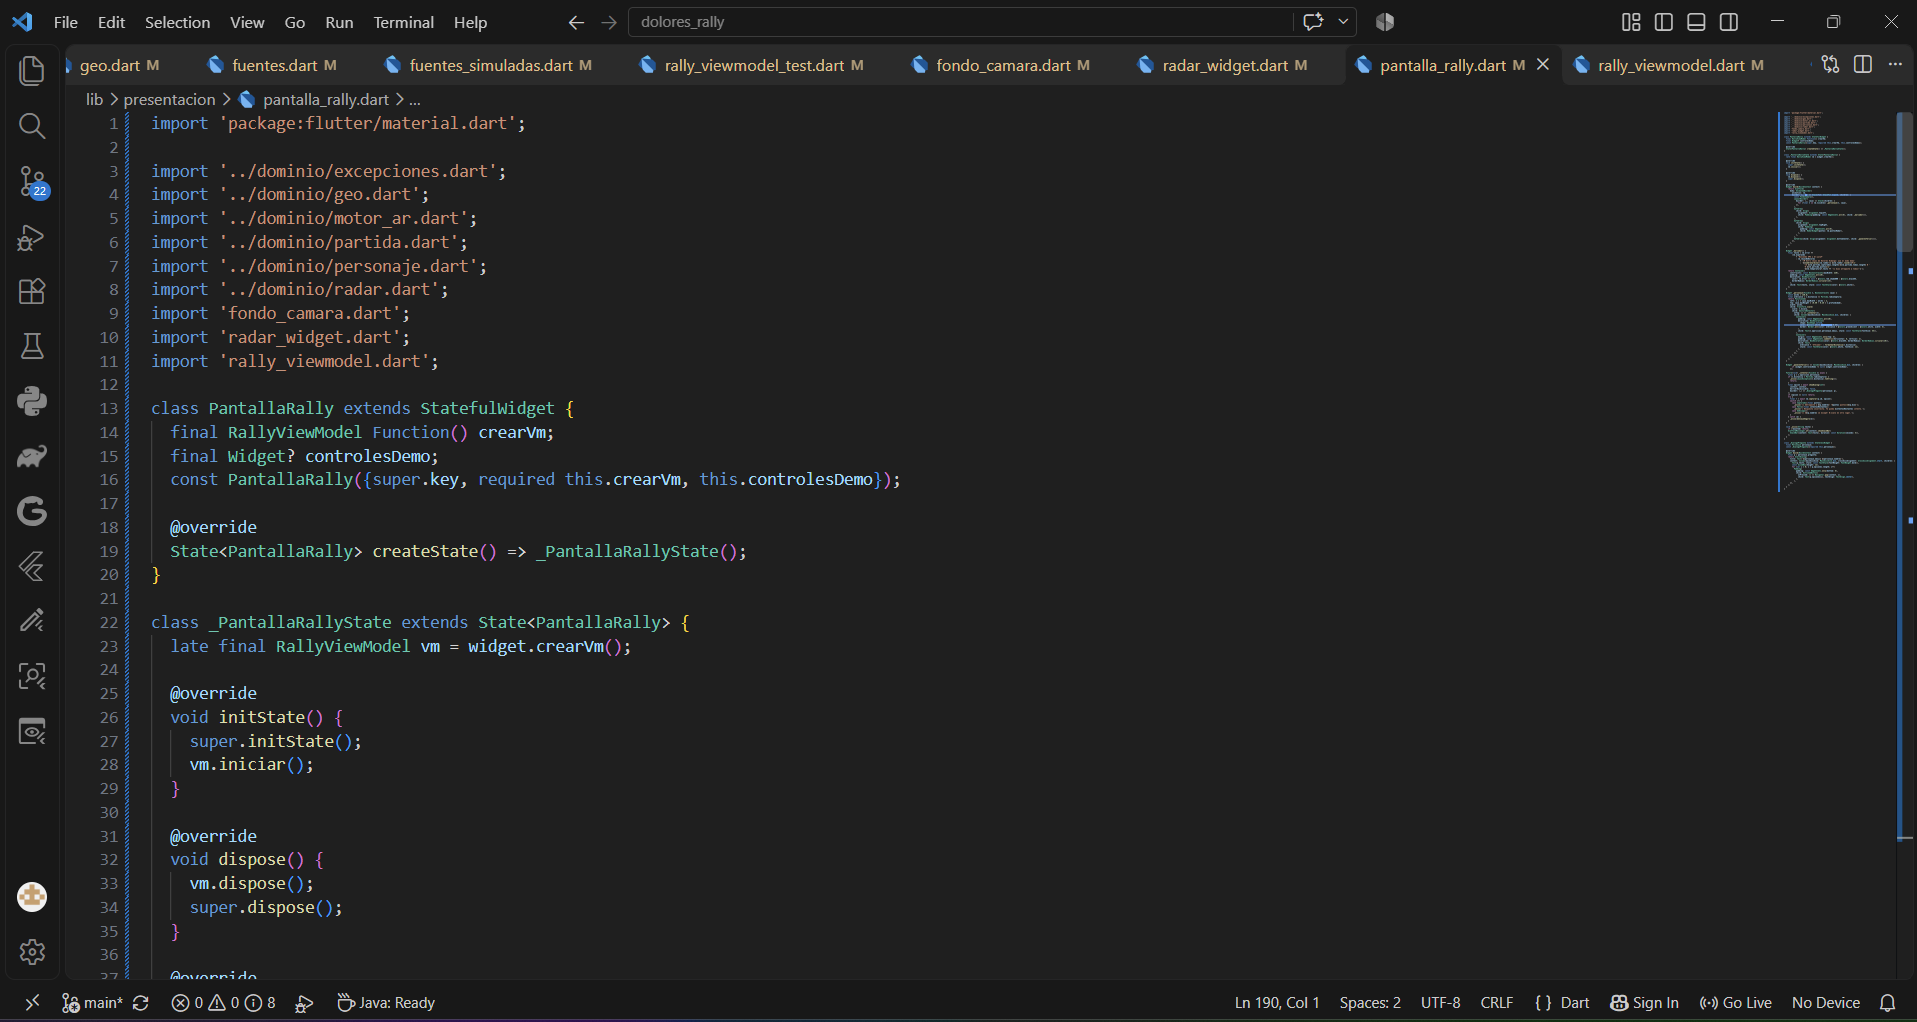 File Edit Selection View Go Run Terminal Help dolores_rally
geo.dart M fuentes.dart M fuentes_simuladas.dart M rally_viewmodel_test.dart M fondo_camara.dart M radar_widget.dart M pantalla_rally.dart M rally_viewmodel.dart M
lib > presentacion > pantalla_rally.dart > ...
1 import 'package:flutter/material.dart';
2
3 import '../dominio/excepciones.dart';
4 import '../dominio/geo.dart';
5 import '../dominio/motor_ar.dart';
6 import '../dominio/partida.dart';
7 import '../dominio/personaje.dart';
8 import '../dominio/radar.dart';
9 import 'fondo_camara.dart';
10 import 'radar_widget.dart';
11 import 'rally_viewmodel.dart';
12
13 class PantallaRally extends StatefulWidget {
14 final RallyViewModel Function() crearVm;
15 final Widget? controlesDemo;
16 const PantallaRally({super.key, required this.crearVm, this.controlesDemo});
17
18 @override
19 State<PantallaRally> createState() => _PantallaRallyState();
20 }
21
22 class _PantallaRallyState extends State<PantallaRally> {
23 late final RallyViewModel vm = widget.crearVm();
24
25 @override
26 void initState() {
27 super.initState();
28 vm.iniciar();
29 }
30
31 @override
32 void dispose() {
33 vm.dispose();
34 super.dispose();
35 }
36
37 @override
22
main* 0 0 8 Java: Ready Ln 190, Col 1 Spaces: 2 UTF-8 CRLF { } Dart Sign In Go Live No Device